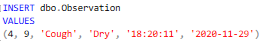 INSERT dbo.Observation
VALUES
(4, 9, 'Cough', 'Dry', '18:20:11', '2020-11-29')